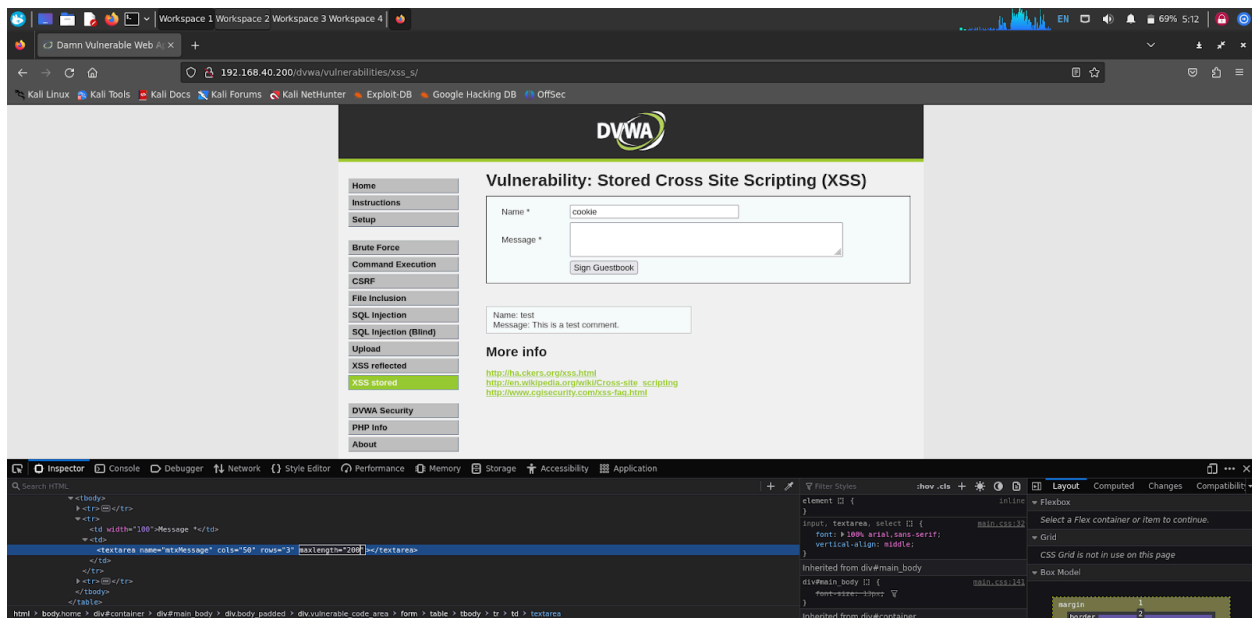 Workspace 1 Workspace 2 Workspace 3 Workspace 4 EN 69% 5:12
Damn Vulnerable Web Ap × +
192.168.40.200/dvwa/vulnerabilities/xss_s/
Kali Linux Kali Tools Kali Docs Kali Forums Kali NetHunter Exploit-DB Google Hacking DB OffSec
DVWA
Home
Instructions
Setup
Brute Force
Command Execution
CSRF
File Inclusion
SQL Injection
SQL Injection (Blind)
Upload
XSS reflected
XSS stored
DVWA Security
PHP Info
About
Vulnerability: Stored Cross Site Scripting (XSS)
Name * cookie
Message *
Sign Guestbook
Name: test
Message: This is a test comment.
More info
http://ha.ckers.org/xss.html
http://en.wikipedia.org/wiki/Cross-site_scripting
http://www.cgisecurity.com/xss-faq.html
Inspector Console Debugger Network {} Style Editor Performance Memory Storage Accessibility Application
Search HTML
<tbody>
<tr></tr>
<tr>
<td width="100">Message *</td>
<td>
<textarea name="mtxMessage" cols="50" rows="3" maxlength="200"></textarea>
</td>
</tr>
<tr></tr>
</tbody>
</table>
html > body.home > div#container > div#main_body > div.body_padded > div.vulnerable_code_area > form > table > tbody > tr > td > textarea
Filter Styles :hov .cls +
element { inline
}
input, textarea, select { main.css:32
font: 100% arial,sans-serif;
vertical-align: middle;
}
Inherited from div#main_body
div#main_body { main.css:141
font-size: 13px;
}
Inherited from div#container
Layout Computed Changes Compatibility
Flexbox
Select a Flex container or item to continue.
Grid
CSS Grid is not in use on this page
Box Model
margin 1
border 2